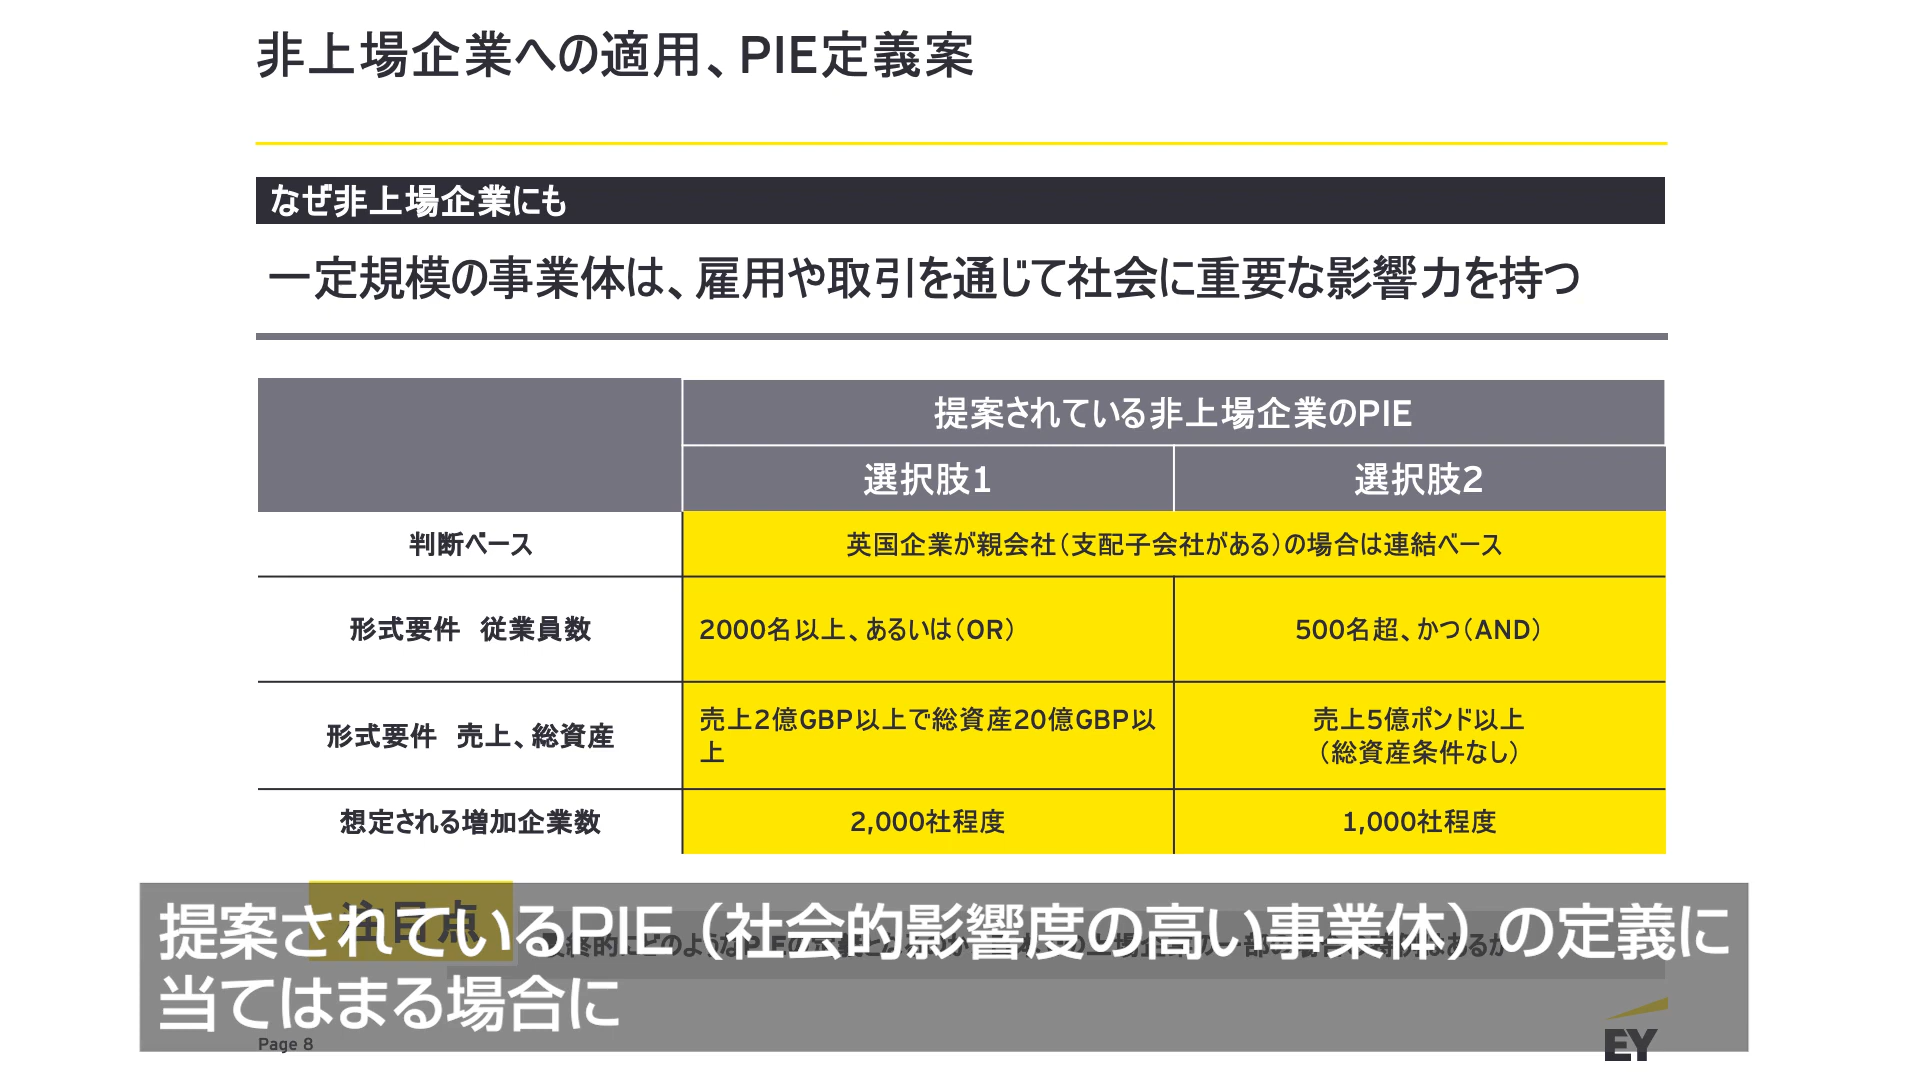 非上場企業への適用、PIE定義案
なぜ非上場企業にも
一定規模の事業体は、雇用や取引を通じて社会に重要な影響力を持つ
提案されている非上場企業のPIE
選択肢1
選択肢2
判断ベース
英国企業が親会社（支配子会社がある）の場合は連結ベース
形式要件 従業員数
2000名以上、あるいは（OR）
500名超、かつ（AND）
形式要件 売上、総資産
売上2億GBP以上で総資産20億GBP以
上
売上5億ポンド以上
（総資産条件なし）
想定される増加企業数
2,000社程度
1,000社程度
注目点
提案されているPIE（社会的影響度の高い事業体）の定義に
当てはまる場合に
Page 8
EY